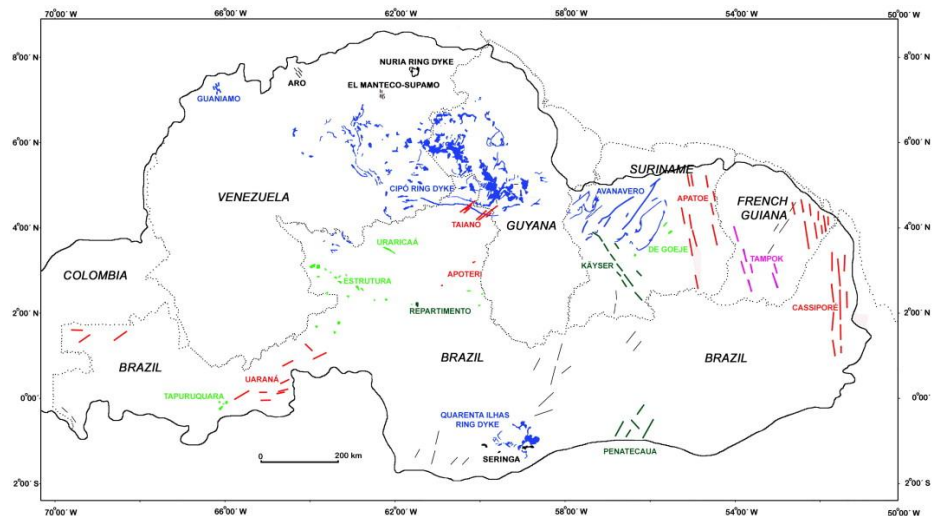 70°00' W
66°00' W
62°00' W
58°00' W
54°00' W
50°00' W
8°00' N
8°00' N
NURIA RING DYKE
ARO
EL MANTECO-SUPAMO
GUANIAMO
6°00' N
6°00' N
SURINAME
VENEZUELA
CIPÓ RING DYKE
AVANAVERO
APATOE
FRENCH
GUIANA
4°00' N
4°00' N
TAIANO
GUYANA
URARICAÁ
DE GOEJE
COLOMBIA
ESTRUTURA
APOTERI
KÄYSER
TAMPOK
2°00' N
2°00' N
REPARTIMENTO
CASSIPORÉ
BRAZIL
BRAZIL
BRAZIL
UARANÁ
0°00'
0°00'
TAPURUQUARA
QUARENTA ILHAS
RING DYKE
PENATECAUA
SERINGA
0
200 km
2°00' S
2°00' S
70°00' W
66°00' W
62°00' W
58°00' W
54°00' W
50°00' W